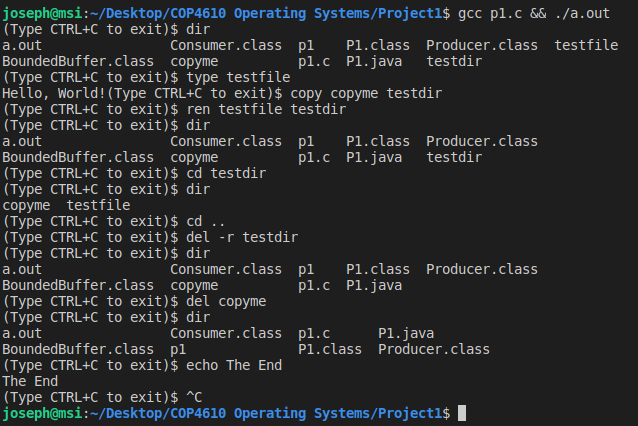 joseph@msi:~/Desktop/COP4610 Operating Systems/Project1$ gcc p1.c && ./a.out
(Type CTRL+C to exit)$ dir
a.out                Consumer.class  p1    P1.class  Producer.class  testfile
BoundedBuffer.class  copyme          p1.c  P1.java   testdir
(Type CTRL+C to exit)$ type testfile
Hello, World!(Type CTRL+C to exit)$ copy copyme testdir
(Type CTRL+C to exit)$ ren testfile testdir
(Type CTRL+C to exit)$ dir
a.out                Consumer.class  p1    P1.class  Producer.class
BoundedBuffer.class  copyme          p1.c  P1.java   testdir
(Type CTRL+C to exit)$ cd testdir
(Type CTRL+C to exit)$ dir
copyme  testfile
(Type CTRL+C to exit)$ cd ..
(Type CTRL+C to exit)$ del -r testdir
(Type CTRL+C to exit)$ dir
a.out                Consumer.class  p1    P1.class  Producer.class
BoundedBuffer.class  copyme          p1.c  P1.java
(Type CTRL+C to exit)$ del copyme
(Type CTRL+C to exit)$ dir
a.out                Consumer.class  p1.c      P1.java
BoundedBuffer.class  p1              P1.class  Producer.class
(Type CTRL+C to exit)$ echo The End
The End
(Type CTRL+C to exit)$ ^C
joseph@msi:~/Desktop/COP4610 Operating Systems/Project1$